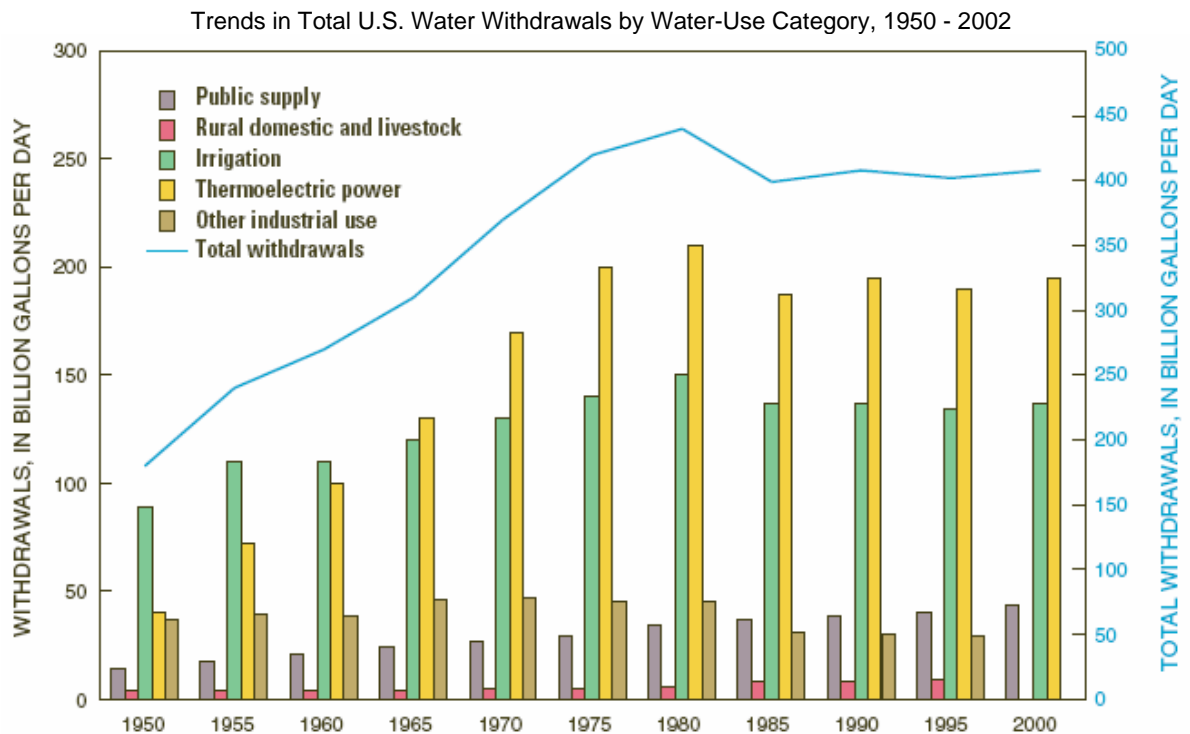 Trends in Total U.S. Water Withdrawals by Water-Use Category, 1950 - 2002
WITHDRAWALS, IN BILLION GALLONS PER DAY
300
250
200
150
100
50
0
Public supply
Rural domestic and livestock
Irrigation
Thermoelectric power
Other industrial use
Total withdrawals
500
450
400
350
300
250
200
150
100
50
0
TOTAL WITHDRAWALS, IN BILLION GALLONS PER DAY
1950 1955 1960 1965 1970 1975 1980 1985 1990 1995 2000